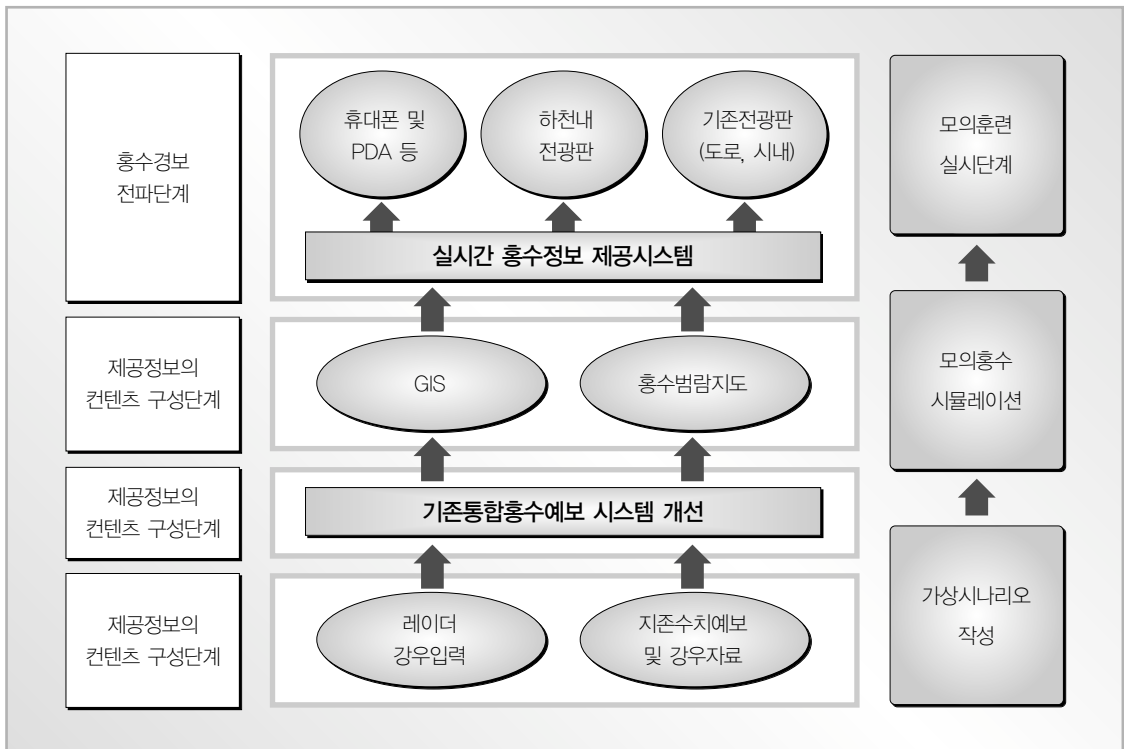 홍수경보
전파단계
휴대폰 및
PDA 등
하천내
전광판
기존전광판
(도로, 시내)
실시간 홍수정보 제공시스템
모의훈련
실시단계
제공정보의
컨텐츠 구성단계
GIS
홍수범람지도
모의홍수
시뮬레이션
제공정보의
컨텐츠 구성단계
기존통합홍수예보 시스템 개선
제공정보의
컨텐츠 구성단계
레이더
강우입력
지존수치예보
및 강우자료
가상시나리오
작성